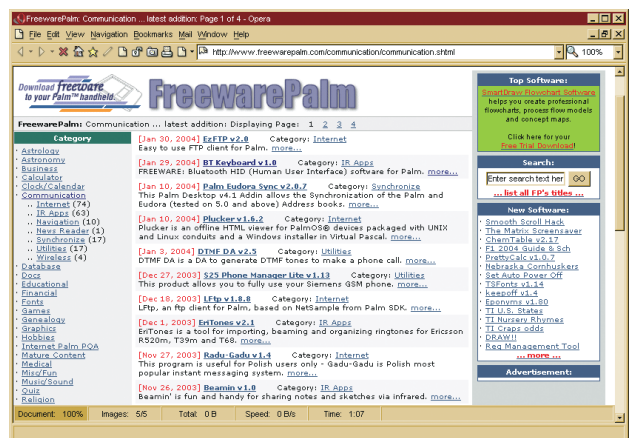 FreewarePalm: Communication ... latest addition: Page 1 of 4 - Opera
File Edit View Navigation Bookmarks Mail Window Help
http://www.freewarepalm.com/communication/communication.shtml
100%
Download freeware
to your Palm™ handheld.
FreewarePalm
FreewarePalm: Communication ... latest addition: Displaying Page: 1 2 3 4
Category
· Astrology
· Astronomy
· Business
· Calculator
· Clock/Calendar
· Communication
.. Internet (74)
.. IR Apps (63)
.. Navigation (10)
.. News Reader (1)
.. Synchronize (17)
.. Utilities (17)
.. Wireless (4)
· Database
· Docs
· Educational
· Financial
· Fonts
· Games
· Genealogy
· Graphics
· Hobbies
· Internet Palm PQA
· Mature Content
· Medical
· Misc/Fun
· Music/Sound
· Quiz
· Religion
[Jan 30, 2004] EzFTP v2.0 Category: Internet
Easy to use FTP client for Palm. more...
[Jan 29, 2004] BT Keyboard v1.0 Category: IR Apps
FREEWARE: Bluetooth HID (Human User Interface) software for Palm. more...
[Jan 10, 2004] Palm Eudora Sync v2.0.7 Category: Synchronize
This Palm Desktop v4.1 Addin allows the Synchronization of the Palm and
Eudora (tested on 5.0 and above) Address books. more...
[Jan 10, 2004] Plucker v1.6.2 Category: Internet
Plucker is an offline HTML viewer for PalmOS® devices packaged with UNIX
and Linux conduits and a Windows installer in Virtual Pascal. more...
[Jan 3, 2004] DTMF DA v2.5 Category: Utilities
DTMF DA is a DA to generate DTMF tones to make a phone call. more...
[Dec 27, 2003] S25 Phone Manager Lite v1.13 Category: Utilities
This product allows you to fully use your Siemens GSM phone. more...
[Dec 18, 2003] LFtp v1.8.8 Category: Internet
LFtp, an ftp client for Palm, based on NetSample from Palm SDK. more...
[Dec 1, 2003] EriTones v2.1 Category: IR Apps
EriTones is a tool for importing, beaming and organizing ringtones for Ericsson
R520m, T39m and T68. more...
[Nov 27, 2003] Radu-Gadu v1.4 Category: Internet
This program is useful for Polish users only - Gadu-Gadu is Polish most
popular instant messaging system. more...
[Nov 26, 2003] Beamin v1.0 Category: IR Apps
Beamin' is fun and handy for sharing notes and sketches via infrared. more...
Top Software:
SmartDraw Flowchart Software
helps you create professional
flowcharts, process flow models
and concept maps.
Click here for your
Free Trial Download!
Search:
Enter search text her GO
... list all FP's titles ...
New Software:
· Smooth Scroll Hack
· The Matrix Screensaver
· ChemTable v2.17
· F1 2004 Guide & Sch
· PrettyCalc v1.0.7
· Nebraska Cornhuskers
· Set Auto Power Off
· TSFonts v1.14
· Keepoff v1.4
· Eponyms v1.80
· TI U.S. States
· TI Nursery Rhymes
· TI Craps odds
· DRAW!!
· Reg Management Tool
... more ...
Advertisement:
Document: 100% Images: 5/5 Total: 0 B Speed: 0 B/s Time: 1:07